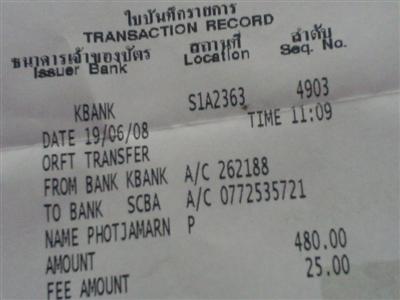 ใบบันทึกรายการ
TRANSACTION RECORD
ธนาคารเจ้าของบัตร สถานที่ ลำดับ
Issuer Bank Location Seq. No.
KBANK S1A2363 4903
DATE 19/06/08 TIME 11:09
ORFT TRANSFER
FROM BANK KBANK A/C 262188
TO BANK SCBA A/C 0772535721
NAME PHOTJAMARN P
AMOUNT 480.00
FEE AMOUNT 25.00